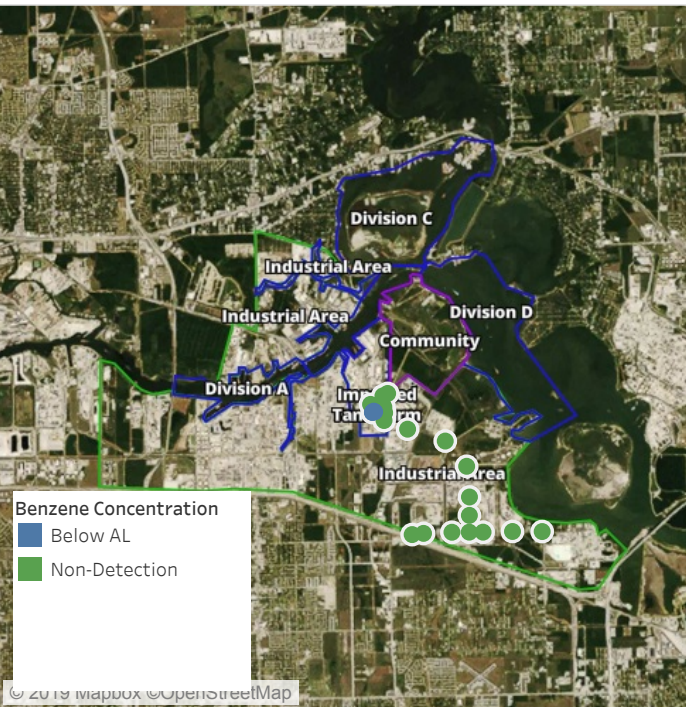 Division C
Industrial Area
Division D
Industrial Area
Community
Division A
Industrial Area
Benzene Concentration
Below AL
Non-Detection
© 2019 Mapbox ©OpenStreetMap